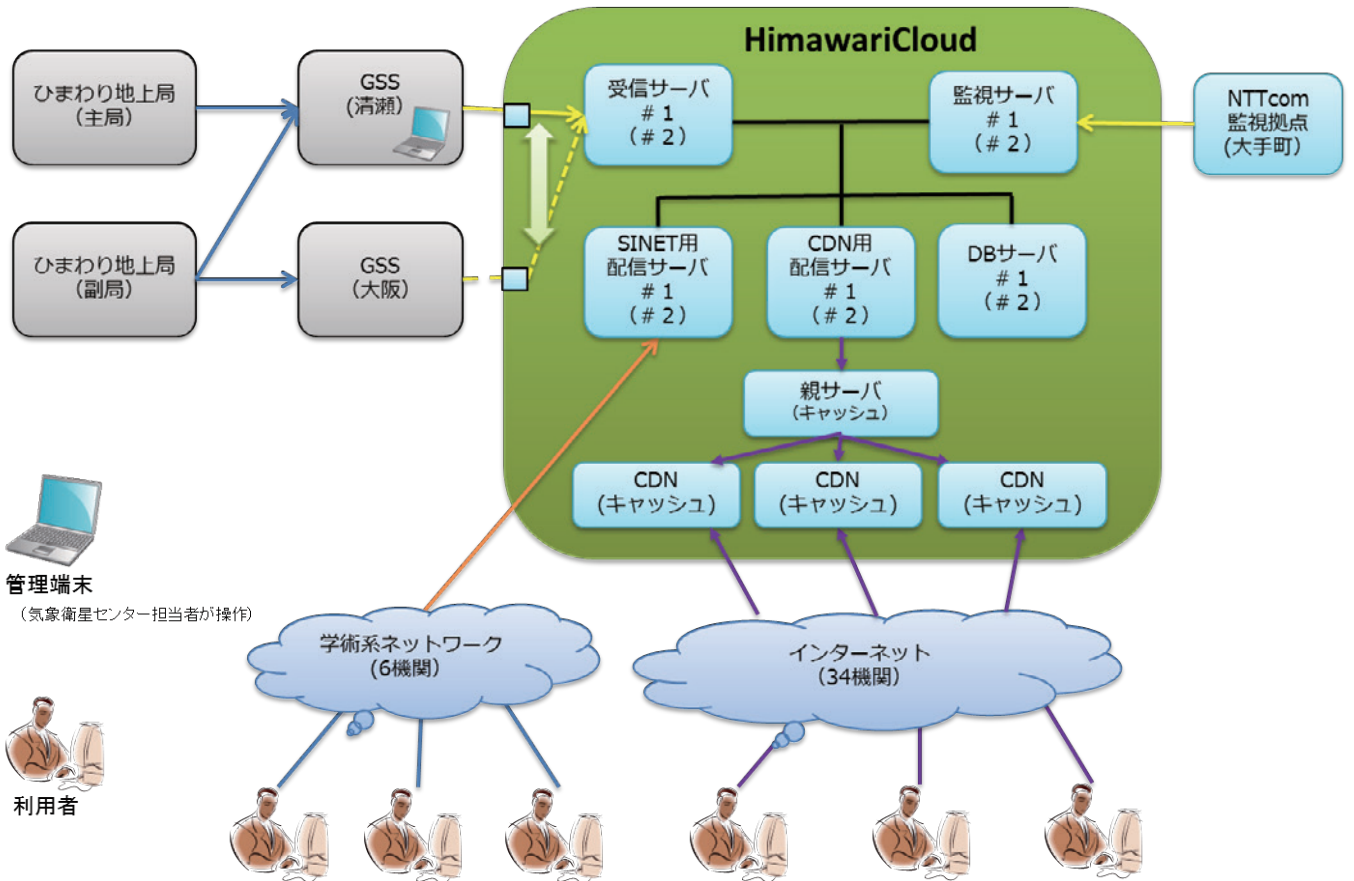 HimawariCloud
ひまわり地上局
（主局）
GSS
(清瀬)
受信サーバ
＃１
(＃２)
監視サーバ
＃１
(＃２)
NTTcom
監視拠点
(大手町)
ひまわり地上局
（副局）
GSS
(大阪)
SINET用
配信サーバ
＃１
(＃２)
CDN用
配信サーバ
＃１
(＃２)
DBサーバ
＃１
(＃２)
親サーバ
(キャッシュ)
CDN
(キャッシュ)
CDN
(キャッシュ)
CDN
(キャッシュ)
管理端末
（気象衛星センター担当者が操作）
学術系ネットワーク
(6機関)
インターネット
（34機関）
利用者